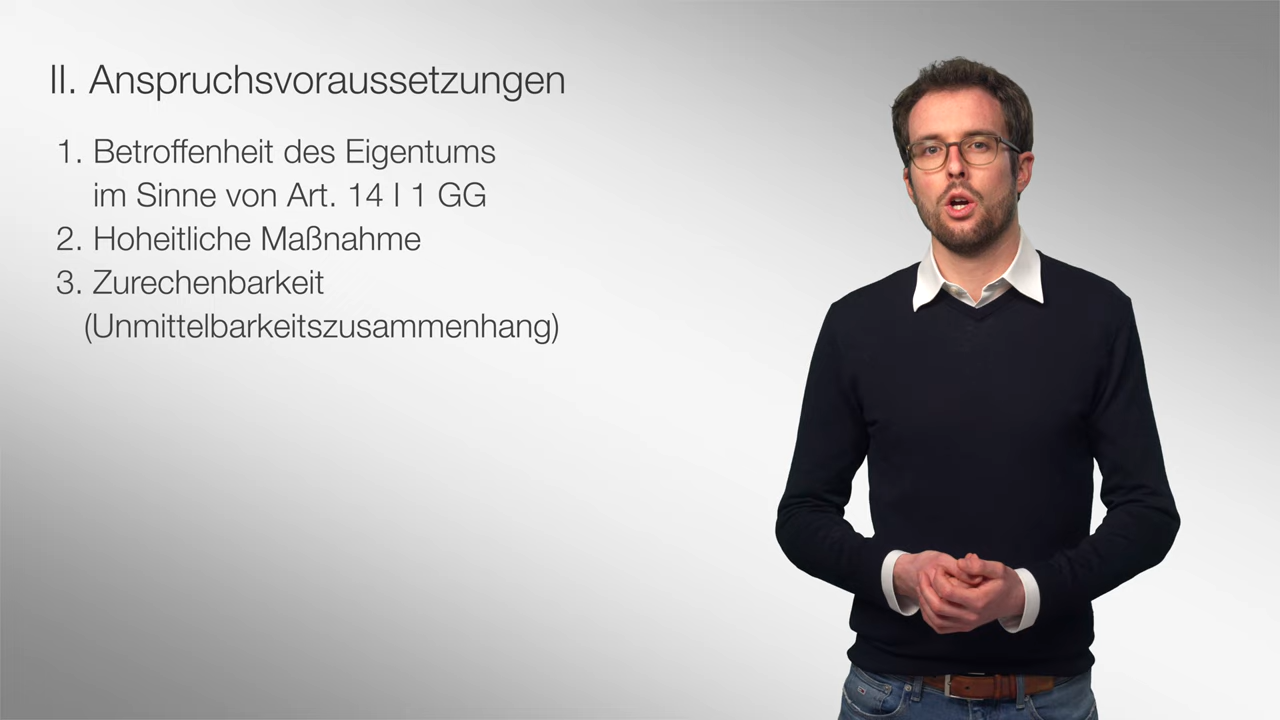 II. Anspruchsvoraussetzungen
1. Betroffenheit des Eigentums
im Sinne von Art. 14 I 1 GG
2. Hoheitliche Maßnahme
3. Zurechenbarkeit
(Unmittelbarkeitszusammenhang)